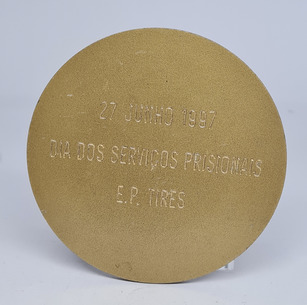 27 JUNHO 1997
DIA DOS SERVIÇOS PRISIONAIS
E.P. TIRES